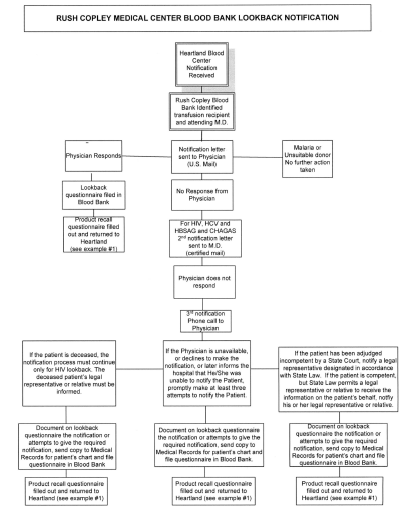 RUSH COPLEY MEDICAL CENTER BLOOD BANK LOOKBACK NOTIFICATION
Heartland Blood
Center
Notification
Received
Rush Copley Blood
Bank Identified
transfusion recipient
and attending M.D.
Physician Responds
Notification letter
sent to Physician
(U.S. Mail)
Malaria or
Unsuitable donor
No further action
taken
Lookback
questionnaire filed in
Blood Bank
No Response from
Physician
Product recall
questionnaire filled
out and returned to
Heartland
(see example #1)
For HIV, HCV and
HBSAG and CHAGAS
2nd notification letter
sent to M.D.
(certified mail)
Physician does not
respond
3rd notification
Phone call to
Physician
If the patient is deceased, the
notification process must continue
only for HIV lookback. The
deceased patient's legal
representative or relative must be
informed.
If the Physician is unavailable,
or declines to make the
notification, or later informs the
hospital that He/She was
unable to notify the Patient,
promptly make at least three
attempts to notify the Patient.
If the patient has been adjudged
incompetent by a State Court, notify a legal
representative designated in accordance
with State Law. If the patient is competent,
but State Law permits a legal
representative or relative to receive the
information on the patient's behalf, notify
his or her legal representative or relative.
Document on lookback
questionnaire the notification or
attempts to give the required
notification, send copy to Medical
Records for patient's chart and file
questionnaire in Blood Bank.
Document on lookback questionnaire
the notification or attempts to give the
required notification, send copy to
Medical Records for patient's chart and
file questionnaire in Blood Bank.
Document on lookback
questionnaire the notification or
attempts to give the required
notification, send copy to Medical
Records for patient's chart and file
questionnaire in Blood Bank.
Product recall questionnaire
filled out and returned to
Heartland (see example #1)
Product recall questionnaire
filled out and returned to
Heartland (see example #1)
Product recall questionnaire
filled out and returned to
Heartland (see example #1)